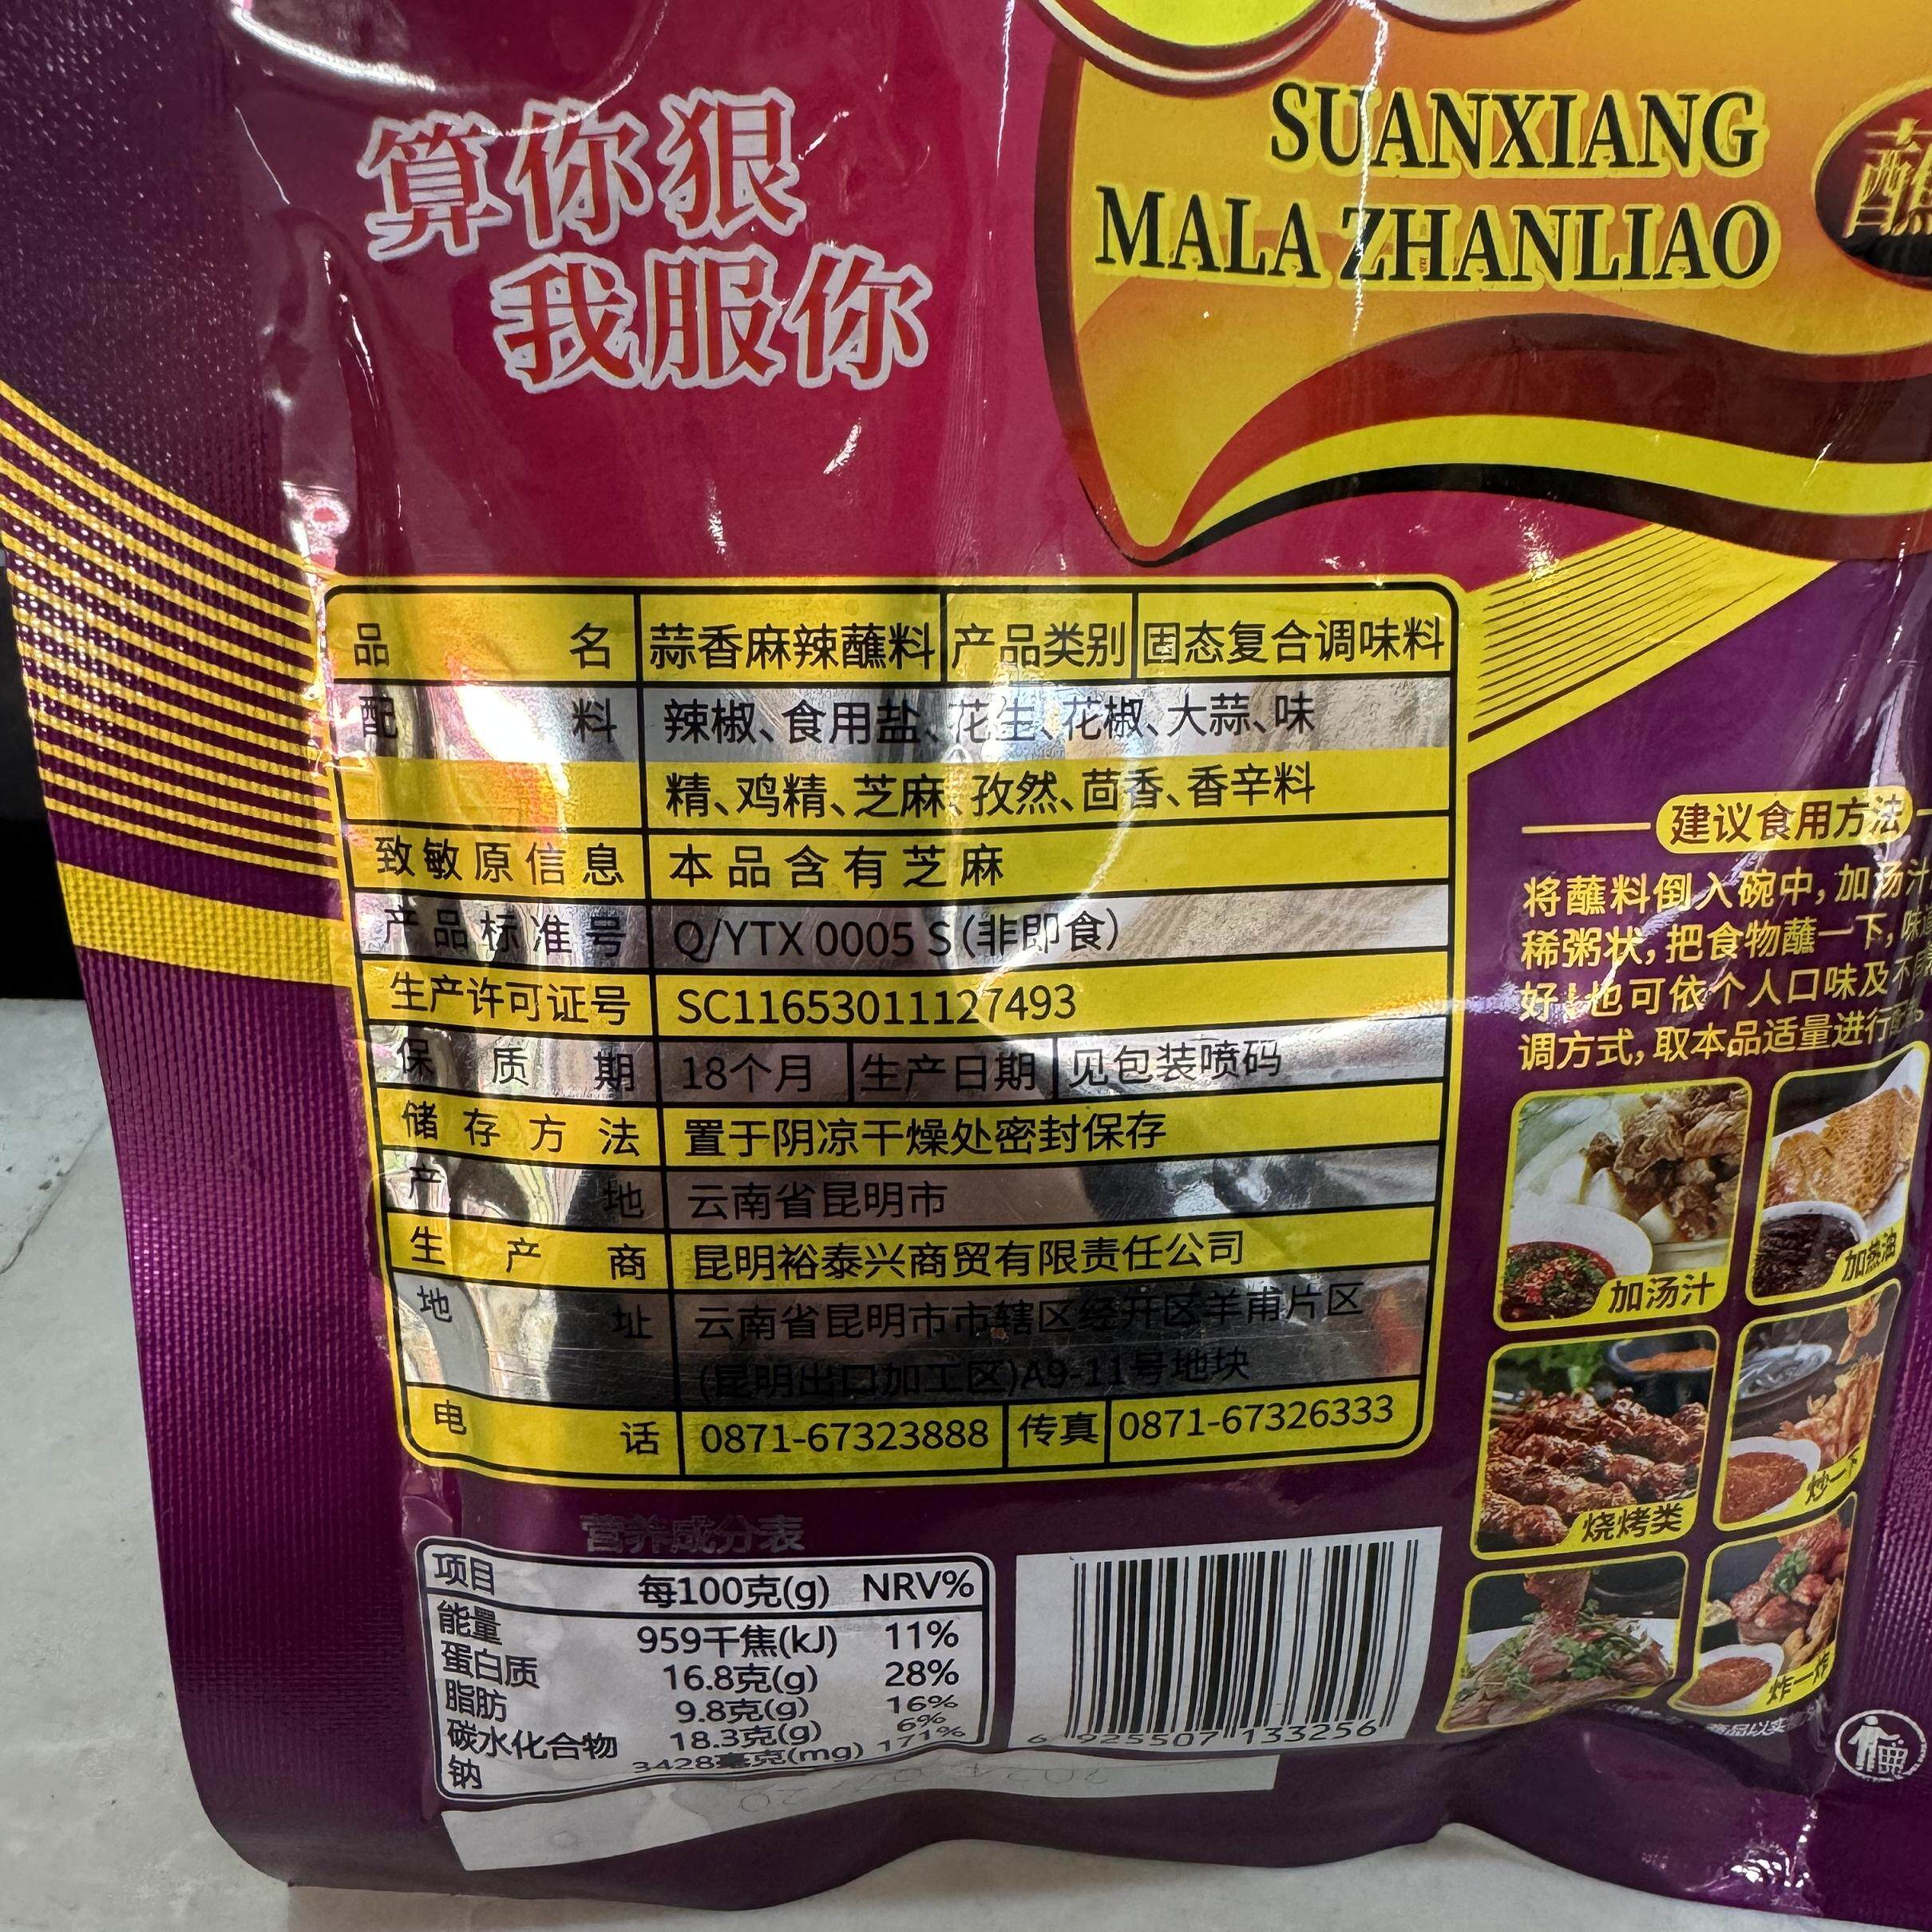 算你狠
我服你
SUANXIANG
MALA ZHANLIAO
蘸
品名 蒜香麻辣蘸料 产品类别 固态复合调味料
配料 辣椒、食用盐、花生、花椒、大蒜、味
精、鸡精、芝麻、孜然、茴香、香辛料
致敏原信息 本品含有芝麻
产品标准号 Q/YTX 0005 S(非即食)
生产许可证号 SC11653011127493
保质期 18个月 生产日期 见包装喷码
储存方法 置于阴凉干燥处密封保存
产地 云南省昆明市
生产商 昆明裕泰兴商贸有限责任公司
地址 云南省昆明市市辖区经开区羊甫片区
(昆明出口加工区)A9-11号地块
电话 0871-67323888 传真 0871-67326333
营养成分表
项目 每100克(g) NRV%
能量 959千焦(kJ) 11%
蛋白质 16.8克(g) 28%
脂肪 9.8克(g) 16%
碳水化合物 18.3克(g) 6%
钠 3428毫克(mg) 171%
6 925507 133256
建议食用方法
将蘸料倒入碗中,加汤汁
稀粥状,把食物蘸一下,味
好!也可依个人口味及不同
调方式,取本品适量进行
加汤汁
加热油
烧烤类
炒一下
炸一炸